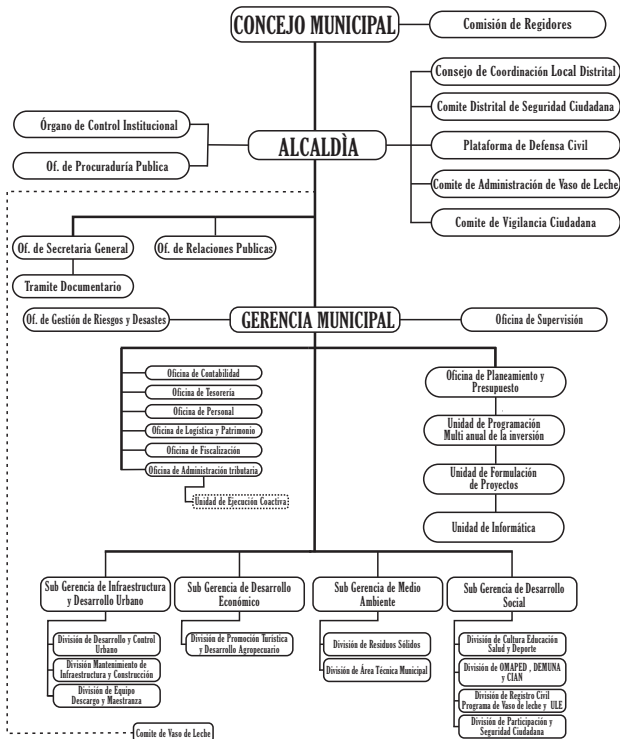 CONCEJO MUNICIPAL
Comisión de Regidores
Consejo de Coordinación Local Distrital
Comite Distrital de Seguridad Ciudadana
Órgano de Control Institucional
ALCALDÌA
Plataforma de Defensa Civil
Of. de Procuraduría Publica
Comite de Administración de Vaso de Leche
Comite de Vigilancia Ciudadana
Of. de Secretaria General
Of. de Relaciones Publicas
Tramite Documentario
Of. de Gestión de Riesgos y Desastes
GERENCIA MUNICIPAL
Oficina de Supervisión
Oficina de Contabilidad
Oficina de Tesorería
Oficina de Personal
Oficina de Logística y Patrimonio
Oficina de Fiscalización
Oficina de Administración tributaria
Unidad de Ejecución Coactiva
Oficina de Planeamiento y
Presupuesto
Unidad de Programación
Multi anual de la inversión
Unidad de Formulación
de Proyectos
Unidad de Informática
Sub Gerencia de Infraestructura
y Desarrollo Urbano
División de Desarrollo y Control
Urbano
División Mantenimiento de
Infraestructura y Construcción
División de Equipo
Descargo y Maestranza
Comite de Vaso de Leche
Sub Gerencia de Desarrollo
Económico
División de Promoción Turística
y Desarrollo Agropecuario
Sub Gerencia de Medio
Ambiente
División de Residuos Sólidos
División de Área Técnica Municipal
Sub Gerencia de Desarrollo
Social
División de Cultura Educación
Salud y Deporte
División de OMAPED , DEMUNA y
CIAN
División de Registro Civil
Programa de Vaso de leche y ULE
División de Participación y
Seguridad Ciudadana